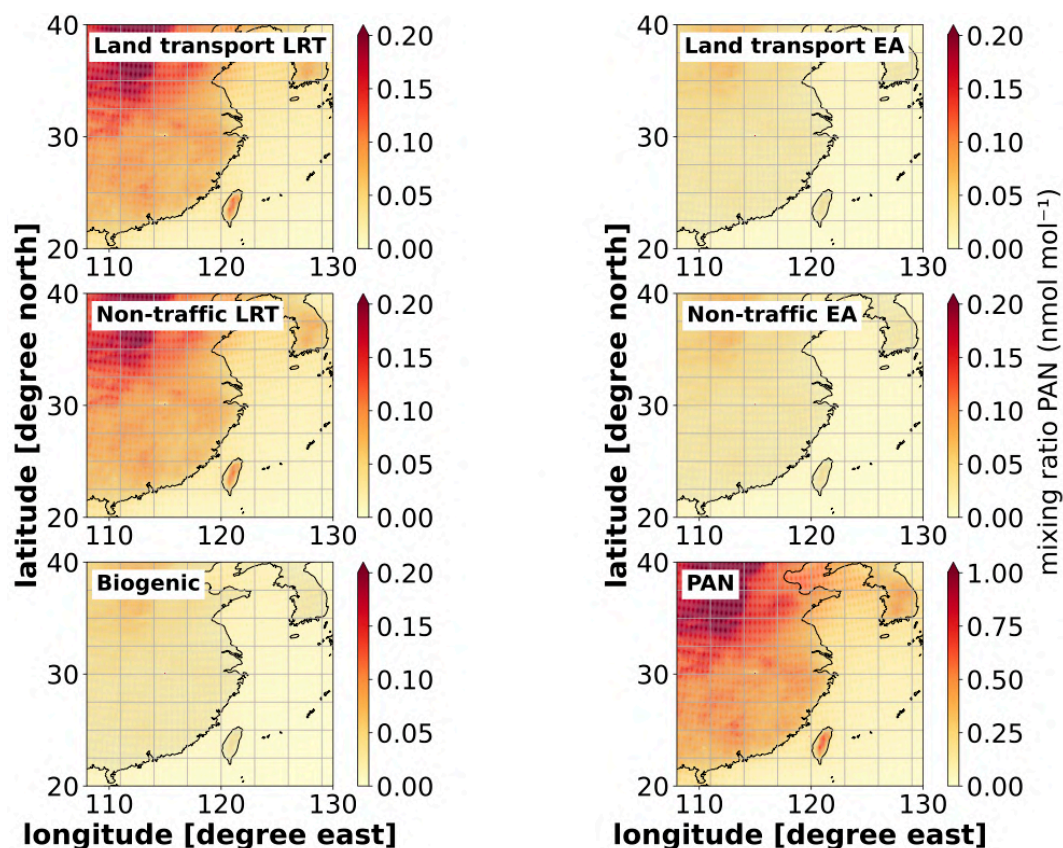 Land transport LRT
40
30
20
110 120 130
0.20
0.15
0.10
0.05
0.00
Land transport EA
40
30
20
110 120 130
0.20
0.15
0.10
0.05
0.00
Non-traffic LRT
40
30
20
110 120 130
0.20
0.15
0.10
0.05
0.00
Non-traffic EA
40
30
20
110 120 130
0.20
0.15
0.10
0.05
0.00
Biogenic
40
30
20
110 120 130
0.20
0.15
0.10
0.05
0.00
PAN
40
30
20
110 120 130
1.00
0.75
0.50
0.25
0.00
latitude [degree north]
latitude [degree north]
mixing ratio PAN (nmol mol⁻¹)
longitude [degree east]
longitude [degree east]